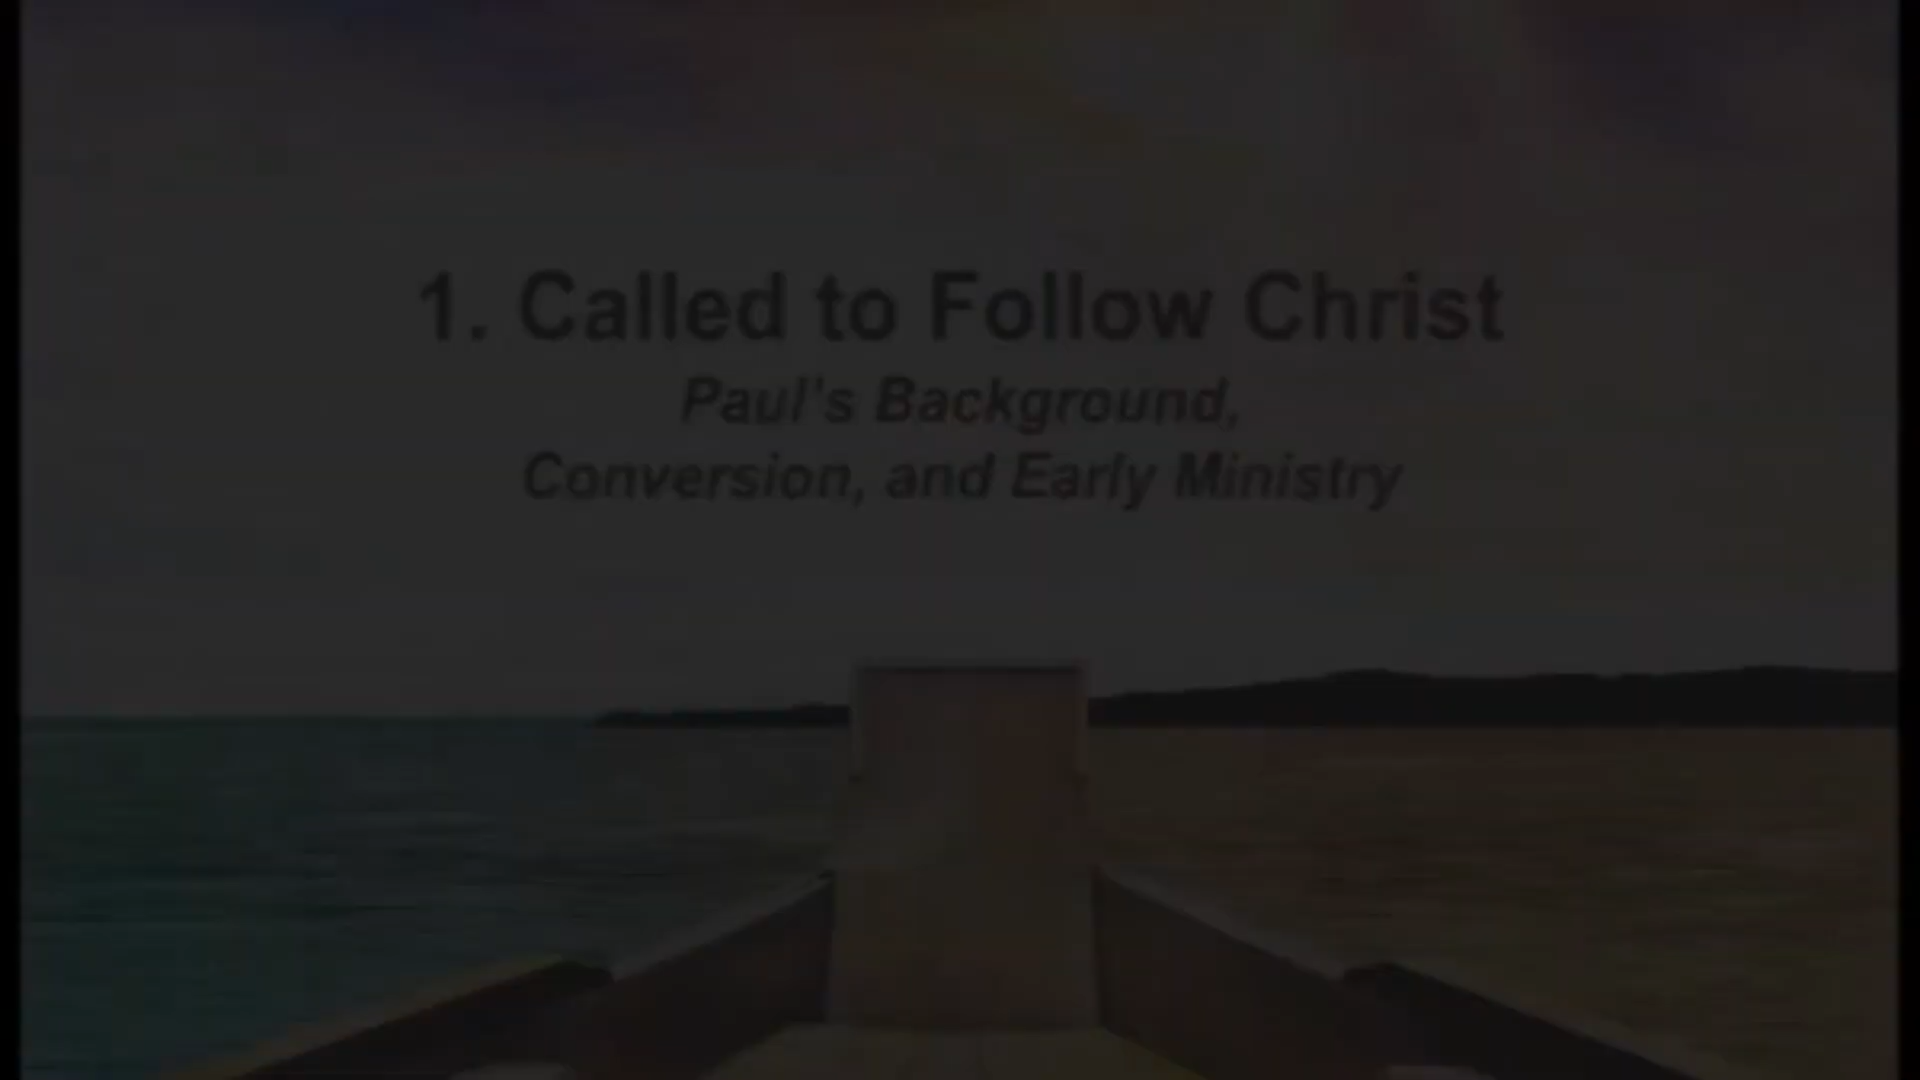 1. Called to Follow Christ
Paul's Background,
Conversion, and Early Ministry